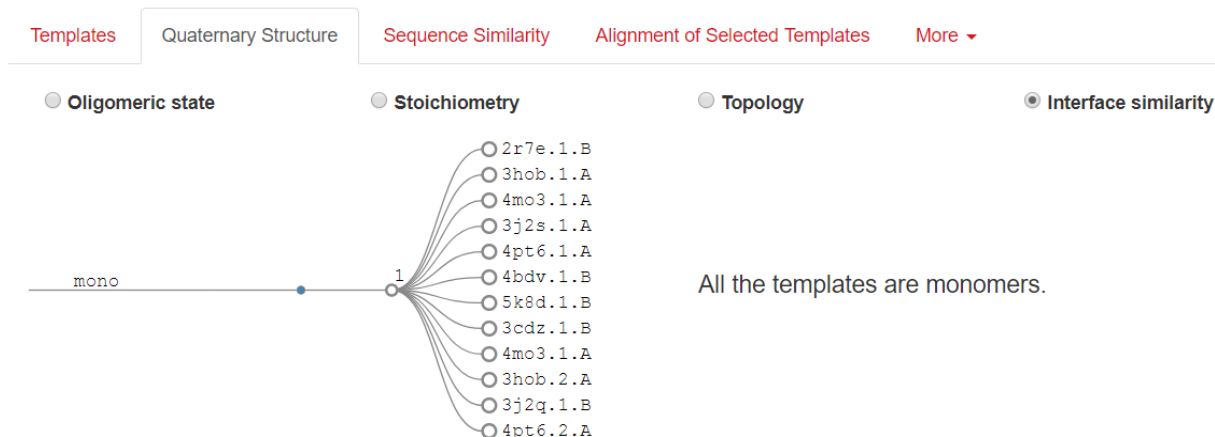 Templates Quaternary Structure Sequence Similarity Alignment of Selected Templates More
Oligomeric state Stoichiometry Topology Interface similarity
2r7e.1.B
3hob.1.A
4mo3.1.A
3j2s.1.A
4pt6.1.A
mono 1 4bdv.1.B All the templates are monomers.
5k8d.1.B
3cdz.1.B
4mo3.1.A
3hob.2.A
3j2q.1.B
4pt6.2.A